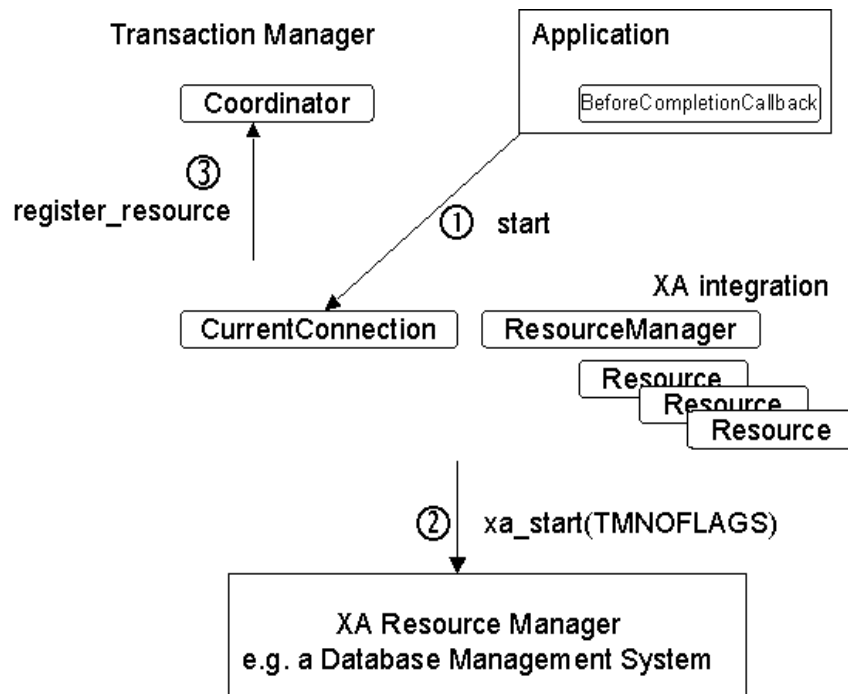 Transaction Manager
Application
Coordinator
BeforeCompletionCallback
③
register_resource
① start
XA integration
CurrentConnection
ResourceManager
Resource
Resource
Resource
② xa_start(TMNOFLAGS)
XA Resource Manager
e.g. a Database Management System